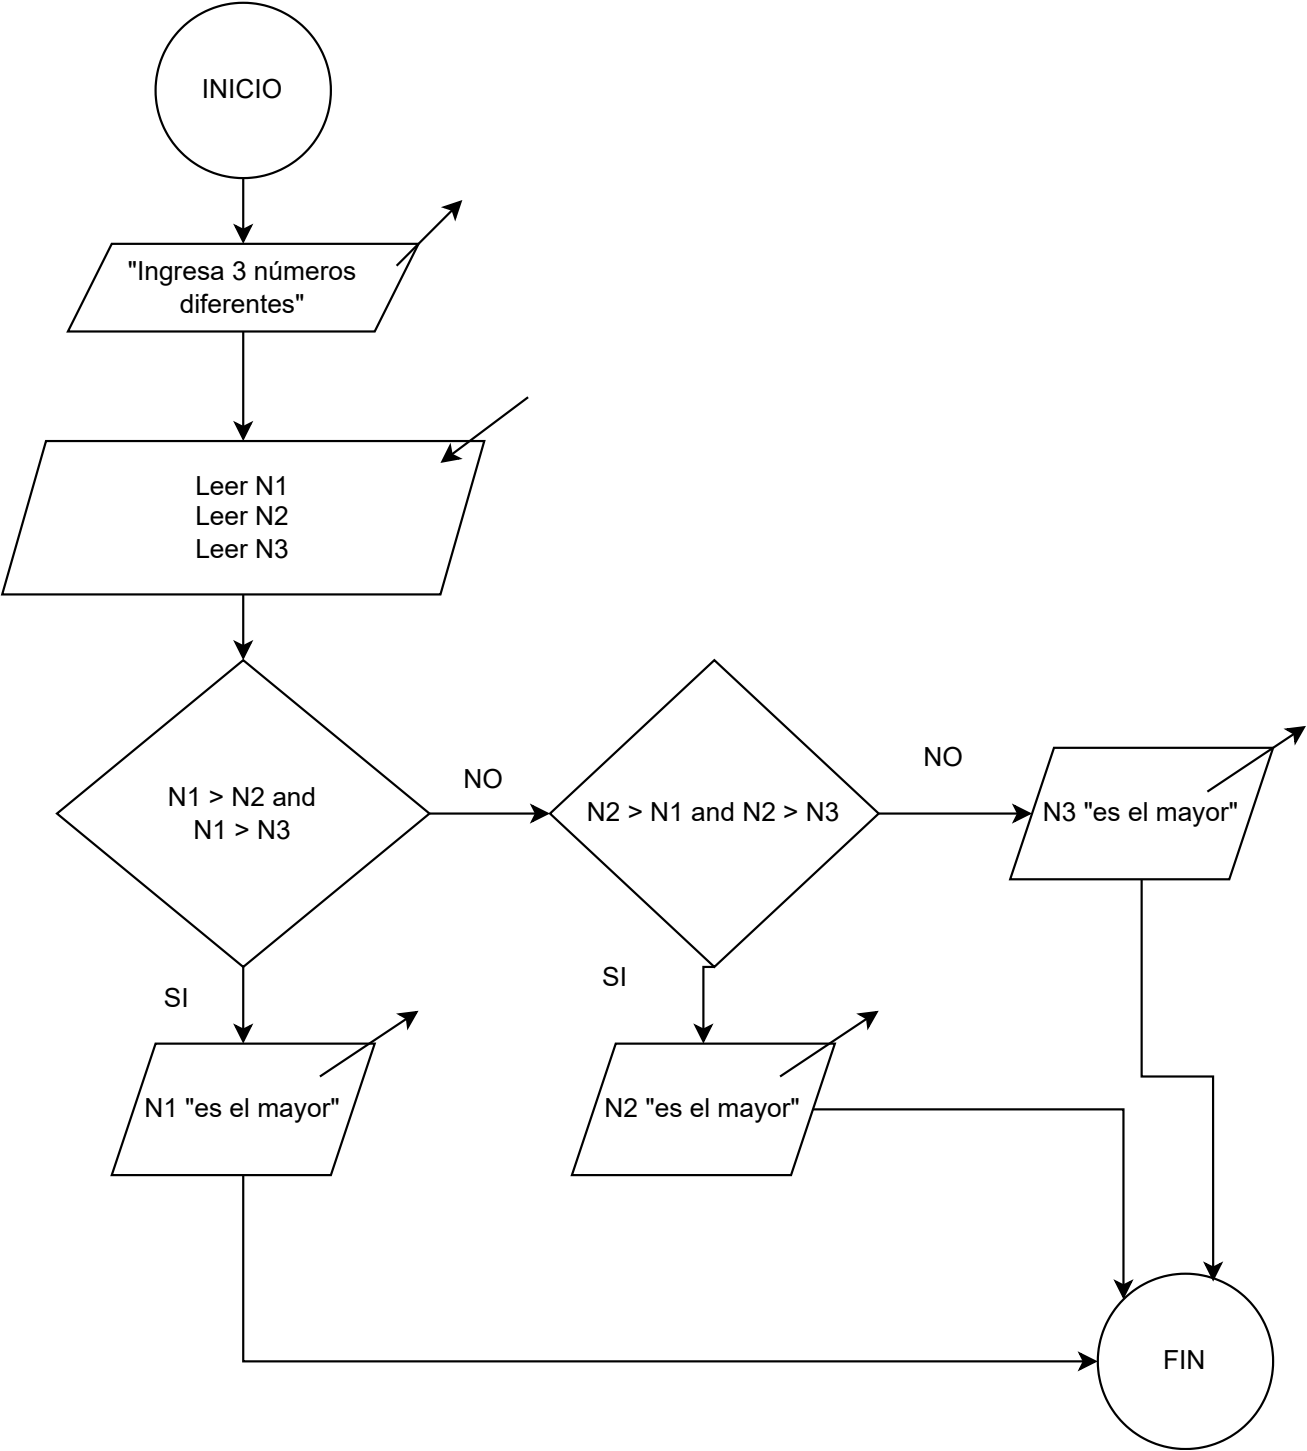 INICIO
"Ingresa 3 números
diferentes"
Leer N1
Leer N2
Leer N3
N1 > N2 and
N1 > N3
NO
N2 > N1 and N2 > N3
NO
N3 "es el mayor"
SI
N1 "es el mayor"
SI
N2 "es el mayor"
FIN